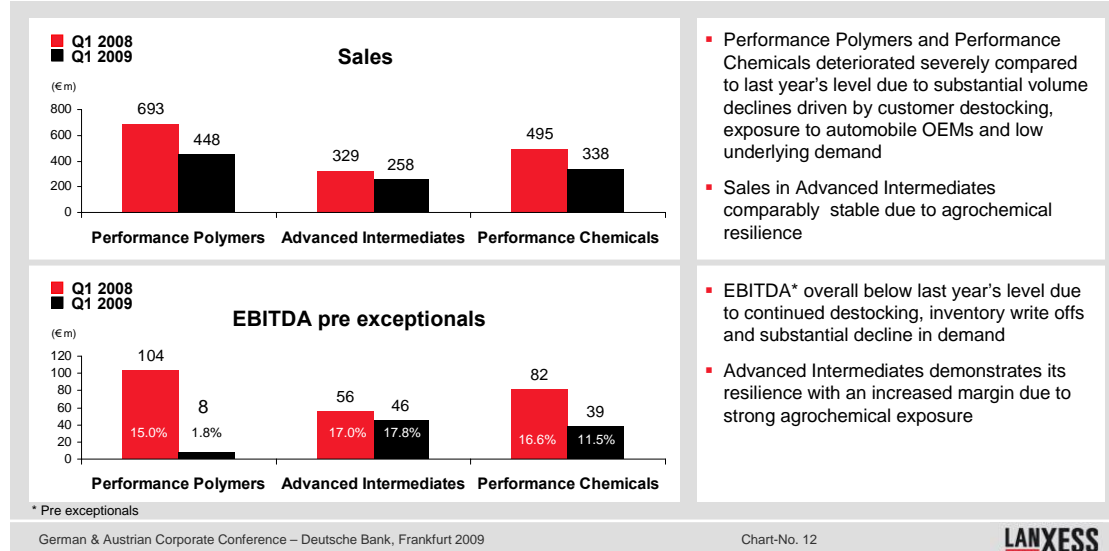 Q1 2008
Q1 2009
Sales
(€ m)
800
600
400
200
0
693
448
329
258
495
338
Performance Polymers
Advanced Intermediates
Performance Chemicals
▪ Performance Polymers and Performance
Chemicals deteriorated severely compared
to last year’s level due to substantial volume
declines driven by customer destocking,
exposure to automobile OEMs and low
underlying demand
▪ Sales in Advanced Intermediates
comparably  stable due to agrochemical
resilience
Q1 2008
Q1 2009
EBITDA pre exceptionals
(€ m)
120
100
80
60
40
20
0
104
8
56
46
82
39
15.0%
1.8%
17.0%
17.8%
16.6%
11.5%
Performance Polymers
Advanced Intermediates
Performance Chemicals
▪ EBITDA* overall below last year’s level due
to continued destocking, inventory write offs
and substantial decline in demand
▪ Advanced Intermediates demonstrates its
resilience with an increased margin due to
strong agrochemical exposure
* Pre exceptionals
German & Austrian Corporate Conference – Deutsche Bank, Frankfurt 2009
Chart-No. 12
LANXESS